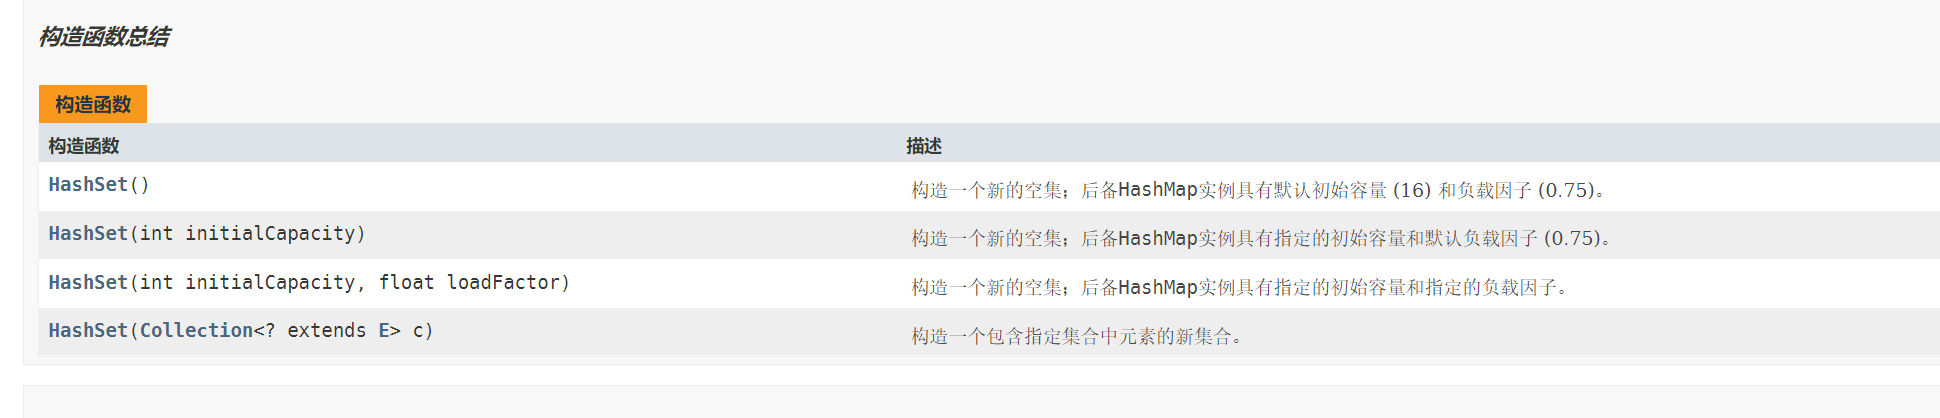 构造函数总结
构造函数
构造函数 描述
HashSet() 构造一个新的空集；后备HashMap实例具有默认初始容量 (16) 和负载因子 (0.75)。
HashSet(int initialCapacity) 构造一个新的空集；后备HashMap实例具有指定的初始容量和默认负载因子 (0.75)。
HashSet(int initialCapacity, float loadFactor) 构造一个新的空集；后备HashMap实例具有指定的初始容量和指定的负载因子。
HashSet(Collection<? extends E> c) 构造一个包含指定集合中元素的新集合。